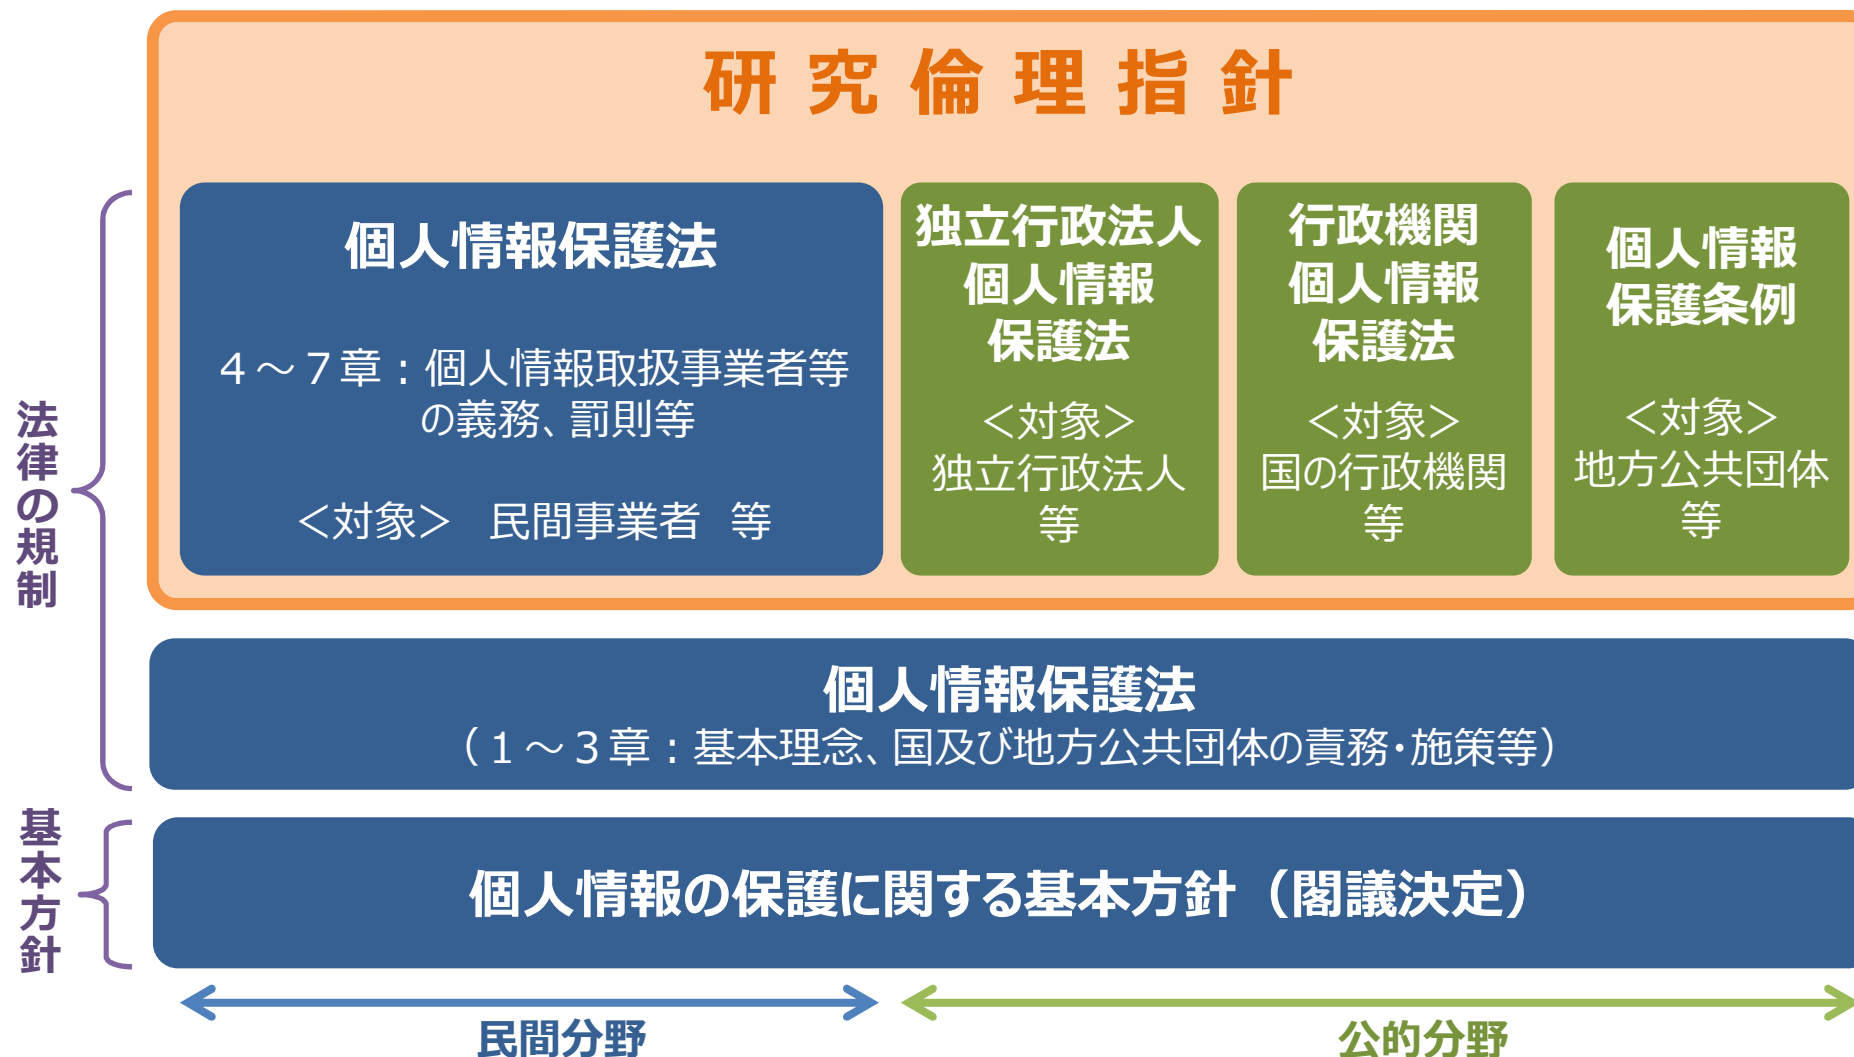 研究倫理指針
個人情報保護法
４～７章：個人情報取扱事業者等
の義務、罰則等
＜対象＞　民間事業者　等
独立行政法人
個人情報
保護法
＜対象＞
独立行政法人
等
行政機関
個人情報
保護法
＜対象＞
国の行政機関
等
個人情報
保護条例
＜対象＞
地方公共団体
等
法律の規制
個人情報保護法
（１～３章：基本理念、国及び地方公共団体の責務・施策等）
基本方針
個人情報の保護に関する基本方針（閣議決定）
民間分野
公的分野